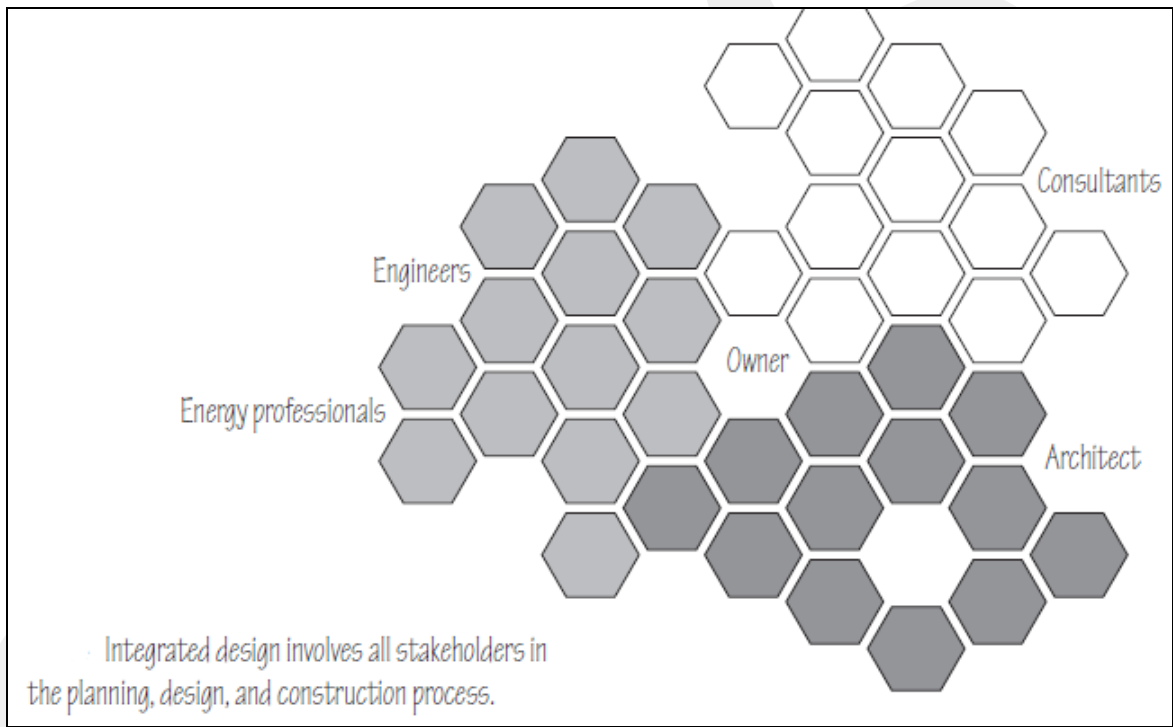 Consultants
Engineers
Owner
Energy professionals
Architect
Integrated design involves all stakeholders in
the planning, design, and construction process.